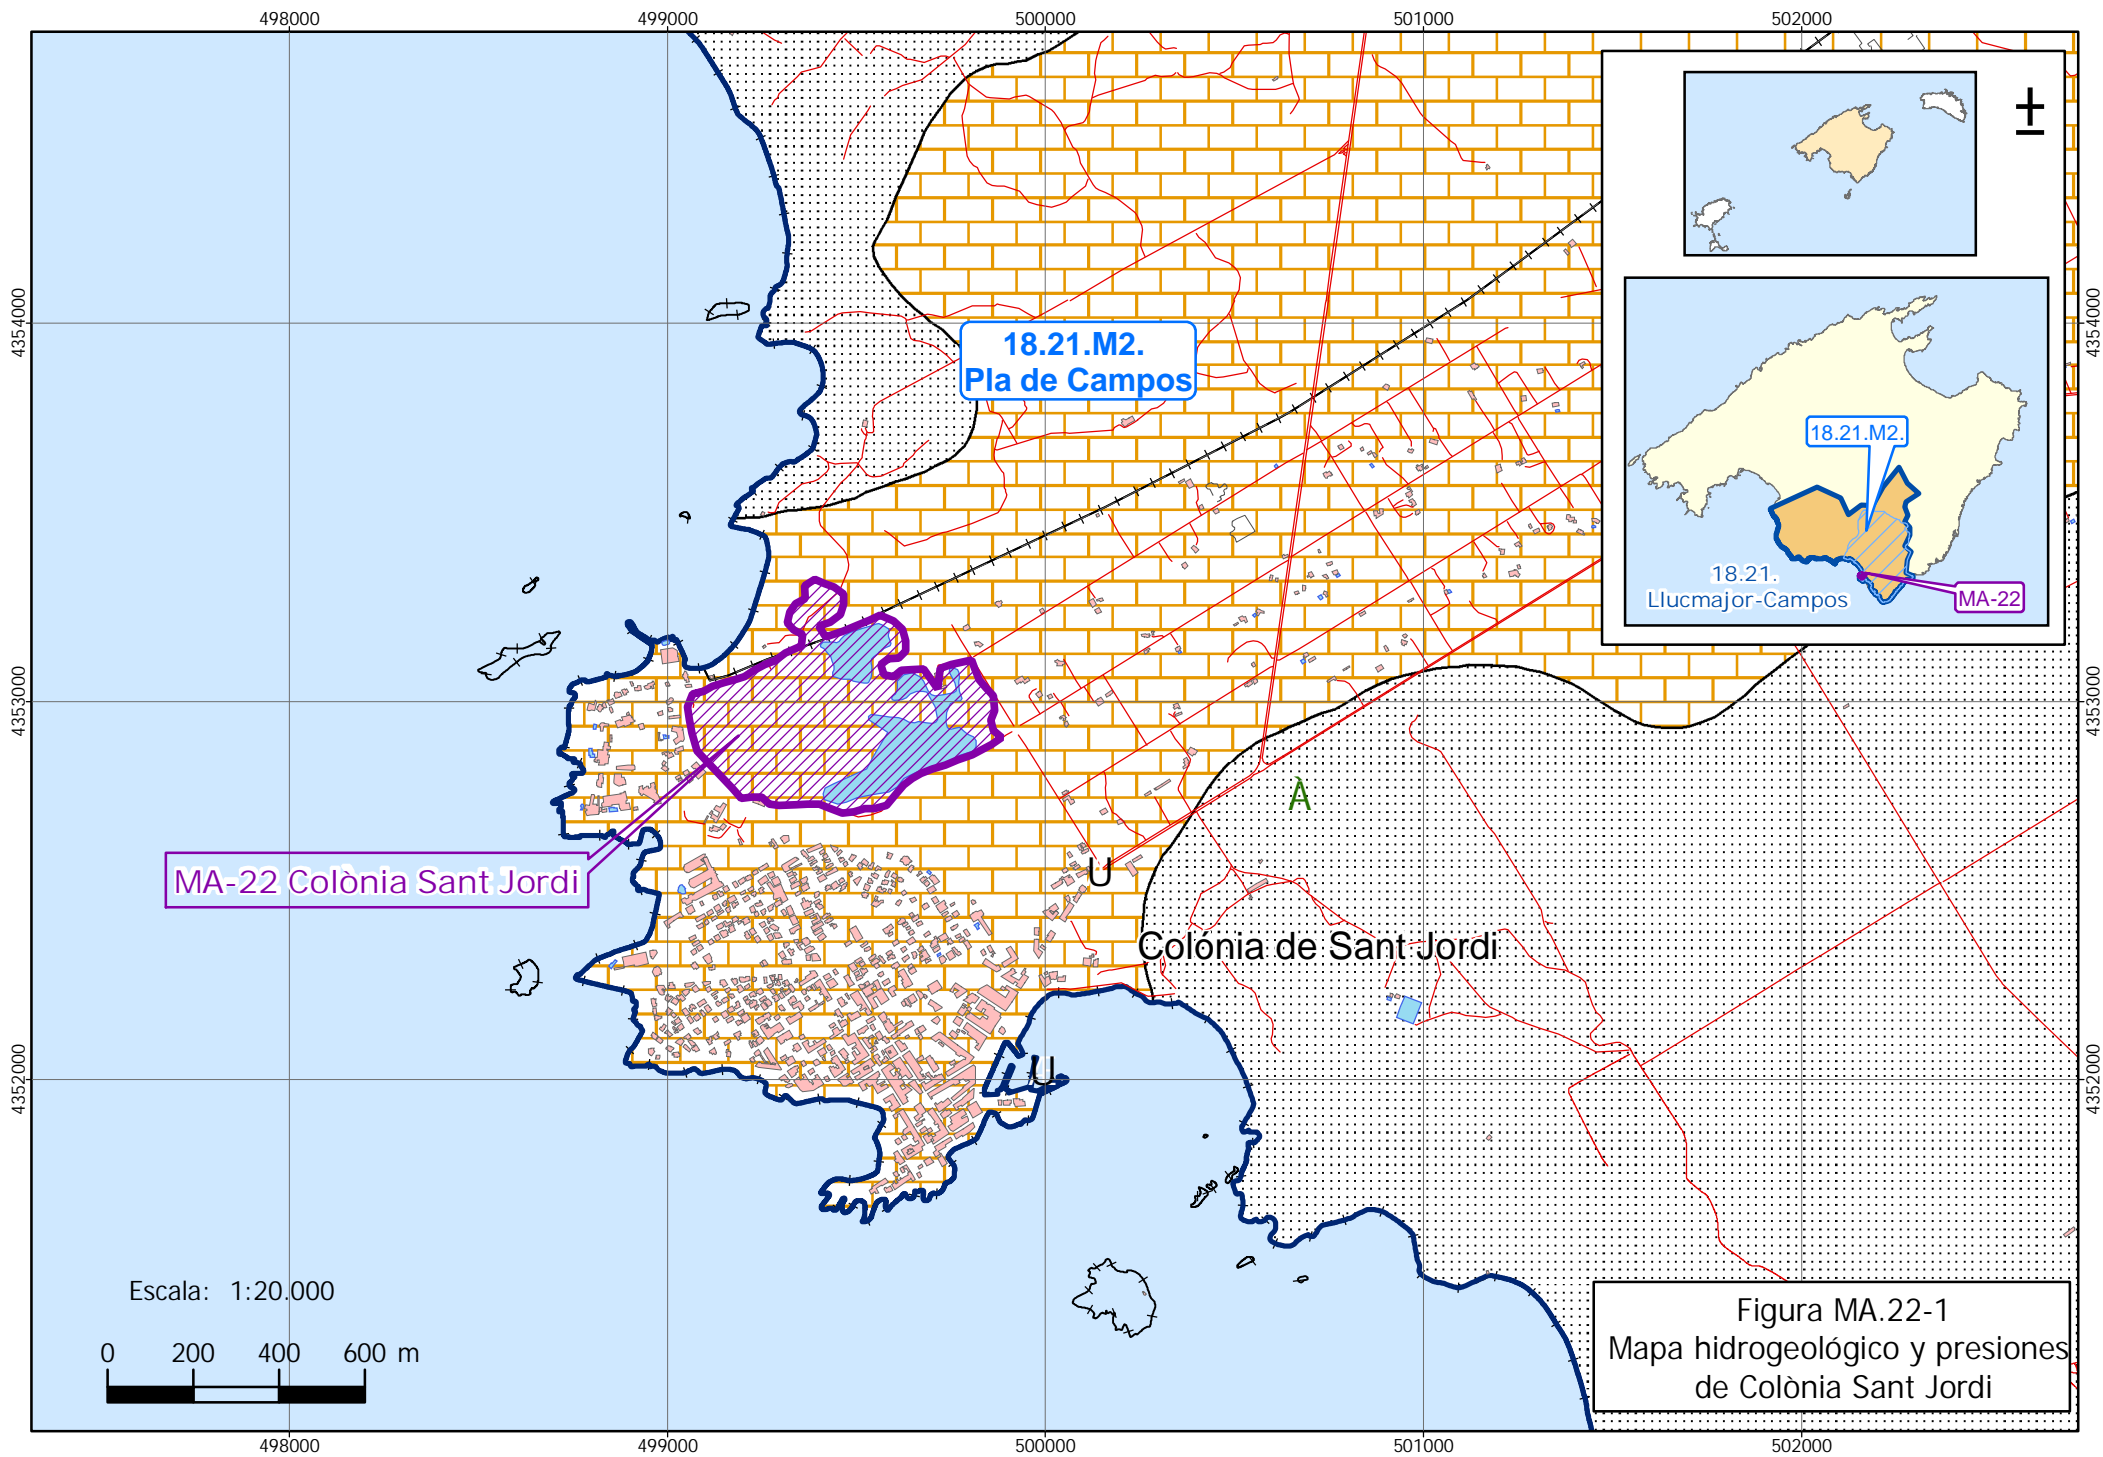 498000
499000
500000
501000
502000
4354000
4354000
4353000
4353000
4352000
4352000
±
18.21.M2.
Pla de Campos
18.21.M2.
18.21.
Llucmajor-Campos
MA-22
À
U
MA-22 Colònia Sant Jordi
Colónia de Sant Jordi
U
Escala: 1:20.000
0 200 400 600 m
Figura MA.22-1
Mapa hidrogeológico y presiones
de Colònia Sant Jordi
498000
499000
500000
501000
502000